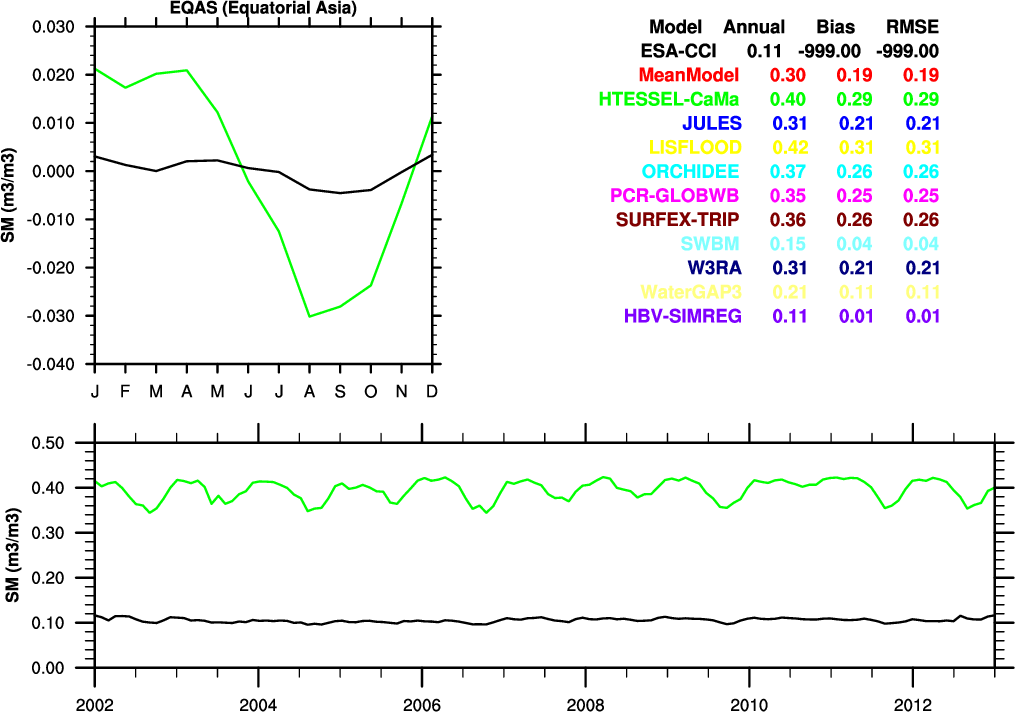 EQAS (Equatorial Asia)
0.030
0.020
0.010
0.000
-0.010
-0.020
-0.030
-0.040
SM (m3/m3)
J F M A M J J A S O N D
Model Annual Bias RMSE
ESA-CCI 0.11 -999.00 -999.00
MeanModel 0.30 0.19 0.19
HTESSEL-CaMa 0.40 0.29 0.29
JULES 0.31 0.21 0.21
LISFLOOD 0.42 0.31 0.31
ORCHIDEE 0.37 0.26 0.26
PCR-GLOBWB 0.35 0.25 0.25
SURFEX-TRIP 0.36 0.26 0.26
SWBM 0.15 0.04 0.04
W3RA 0.31 0.21 0.21
WaterGAP3 0.21 0.11 0.11
HBV-SIMREG 0.11 0.01 0.01
0.50
0.40
0.30
0.20
0.10
0.00
SM (m3/m3)
2002 2004 2006 2008 2010 2012